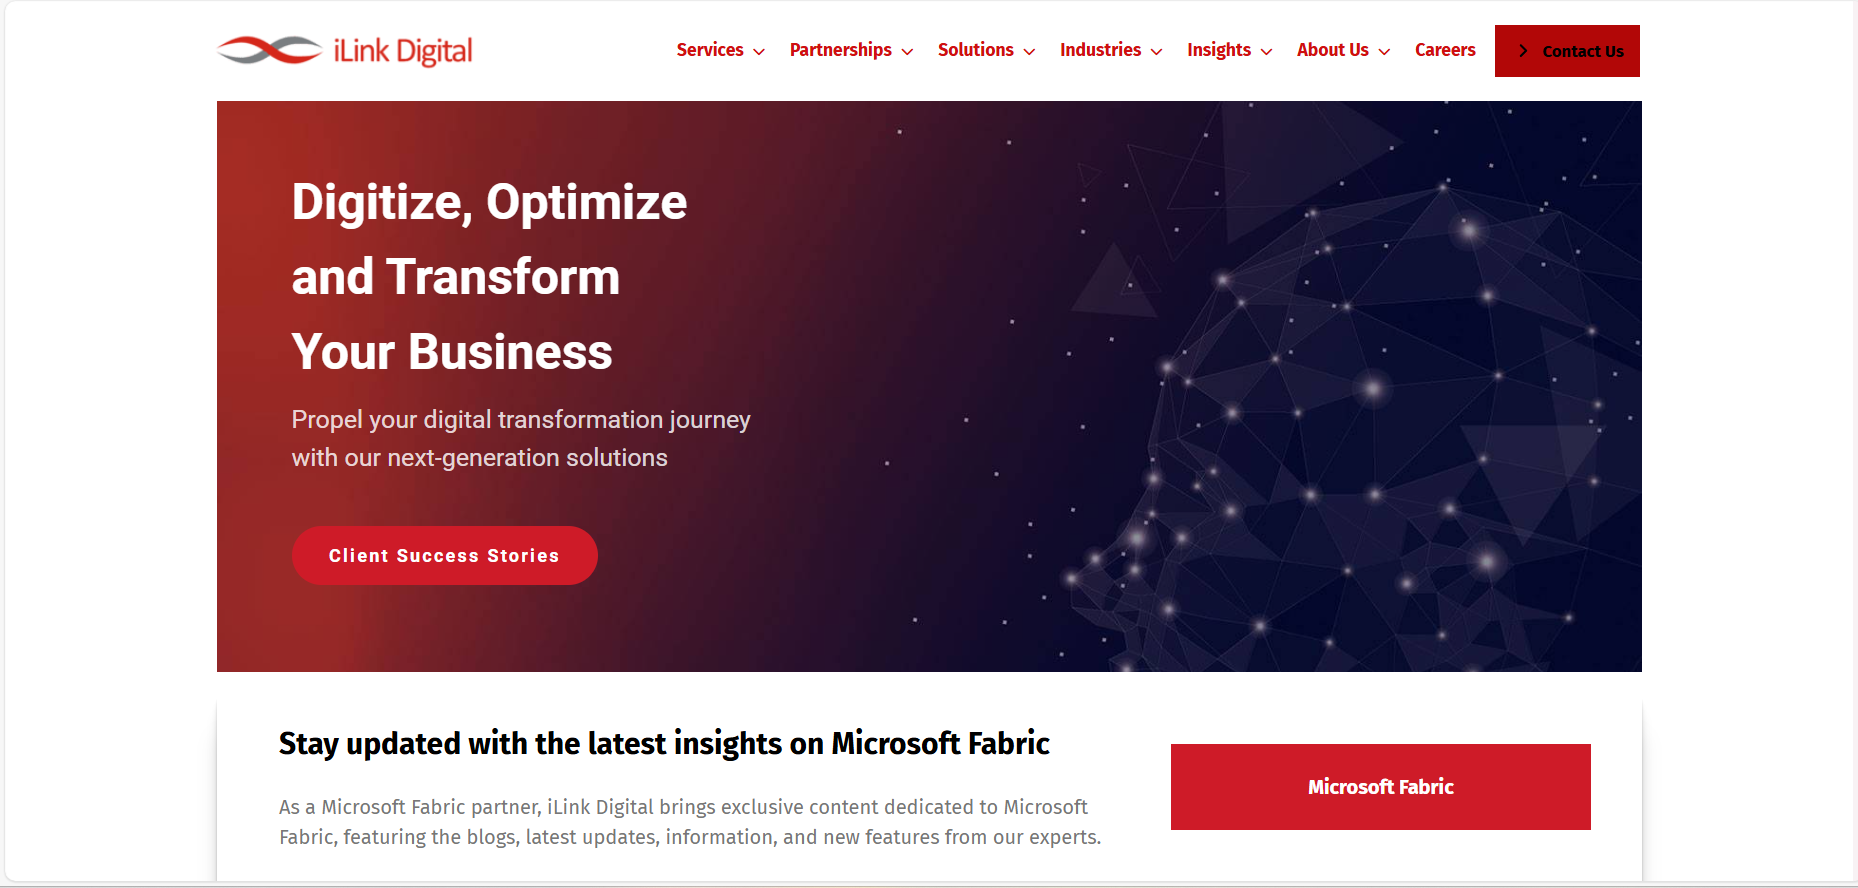 iLink Digital
Services
Partnerships
Solutions
Industries
Insights
About Us
Careers
Contact Us
Digitize, Optimize
and Transform
Your Business
Propel your digital transformation journey
with our next-generation solutions
Client Success Stories
Stay updated with the latest insights on Microsoft Fabric
As a Microsoft Fabric partner, iLink Digital brings exclusive content dedicated to Microsoft
Fabric, featuring the blogs, latest updates, information, and new features from our experts.
Microsoft Fabric